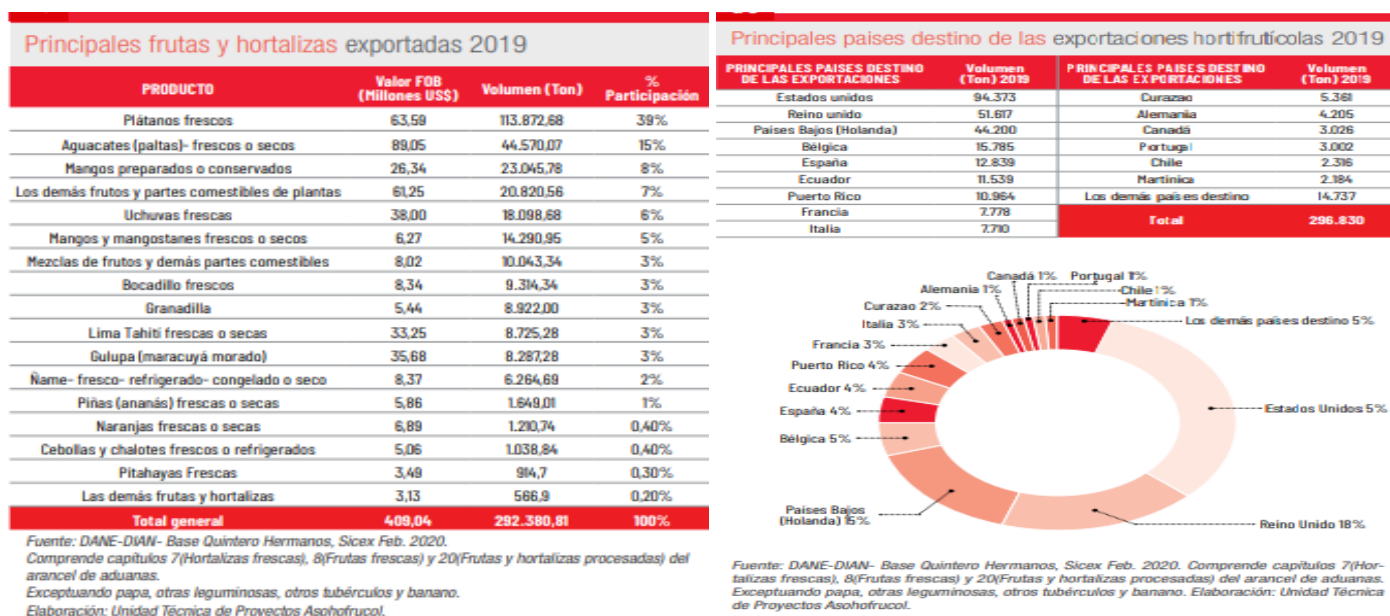 Principales frutas y hortalizas exportadas 2019
PRODUCTO Valor FOB (Millones US$) Volumen (Ton) % Participación
Plátanos frescos 63,59 113.872,68 39%
Aguacates (paltas)- frescos o secos 89,05 44.570,07 15%
Mangos preparados o conservados 26,34 23.045,78 8%
Los demás frutos y partes comestibles de plantas 61,25 20.820,56 7%
Uchuvas frescas 38,00 18.098,68 6%
Mangos y mangostanes frescos o secos 6,27 14.290,95 5%
Mezclas de frutos y demás partes comestibles 8,02 10.043,34 3%
Bocadillo frescos 8,34 9.314,34 3%
Granadilla 5,44 8.922,00 3%
Lima Tahití frescas o secas 33,25 8.725,28 3%
Gulupa (maracuyá morado) 35,68 8.287,28 3%
Ñame- fresco- refrigerado- congelado o seco 8,37 6.264,69 2%
Piñas (ananás) frescas o secas 5,86 1.649,01 1%
Naranjas frescas o secas 6,89 1.210,74 0,40%
Cebollas y chalotes frescos o refrigerados 5,06 1.038,84 0,40%
Pitahayas Frescas 3,49 914,7 0,30%
Las demás frutas y hortalizas 3,13 566,9 0,20%
Total general 409,04 292.380,81 100%
Fuente: DANE-DIAN- Base Quintero Hermanos, Sicex Feb. 2020.
Comprende capítulos 7(Hortalizas frescas), 8(Frutas frescas) y 20(Frutas y hortalizas procesadas) del
arancel de aduanas.
Exceptuando papa, otras leguminosas, otros tubérculos y banano.
Elaboración: Unidad Técnica de Proyectos Asohofrucol.
Principales paises destino de las exportaciones hortifrutícolas 2019
PRINCIPALES PAISES DESTINO DE LAS EXPORTACIONES Volumen (Ton) 2019 PRINCIPALES PAISES DESTINO DE LAS EXPORTACIONES Volumen (Ton) 2019
Estados unidos 94.373 Curazao 5.361
Reino unido 51.617 Alemania 4.205
Paises Bajos (Holanda) 44.200 Canadá 3.026
Bélgica 15.785 Portugal 3.002
España 12.839 Chile 2.316
Ecuador 11.539 Martinica 2.184
Puerto Rico 10.964 Los demás países destino 14.737
Francia 7.778 Total 296.830
Italia 7.710
Canadá 1% Portugal 1%
Alemania 1% Chile 1%
Curazao 2% Martinica 1%
Italia 3% Los demás países destino 5%
Francia 3%
Puerto Rico 4%
Ecuador 4%
España 4% Estados Unidos 5%
Bélgica 5%
Países Bajos
(Holanda) 15%
Reino Unido 18%
Fuente: DANE-DIAN- Base Quintero Hermanos, Sicex Feb. 2020. Comprende capítulos 7(Hor-
talizas frescas), 8(Frutas frescas) y 20(Frutas y hortalizas procesadas) del arancel de aduanas.
Exceptuando papa, otras leguminosas, otros tubérculos y banano. Elaboración: Unidad Técnica
de Proyectos Asohofrucol.